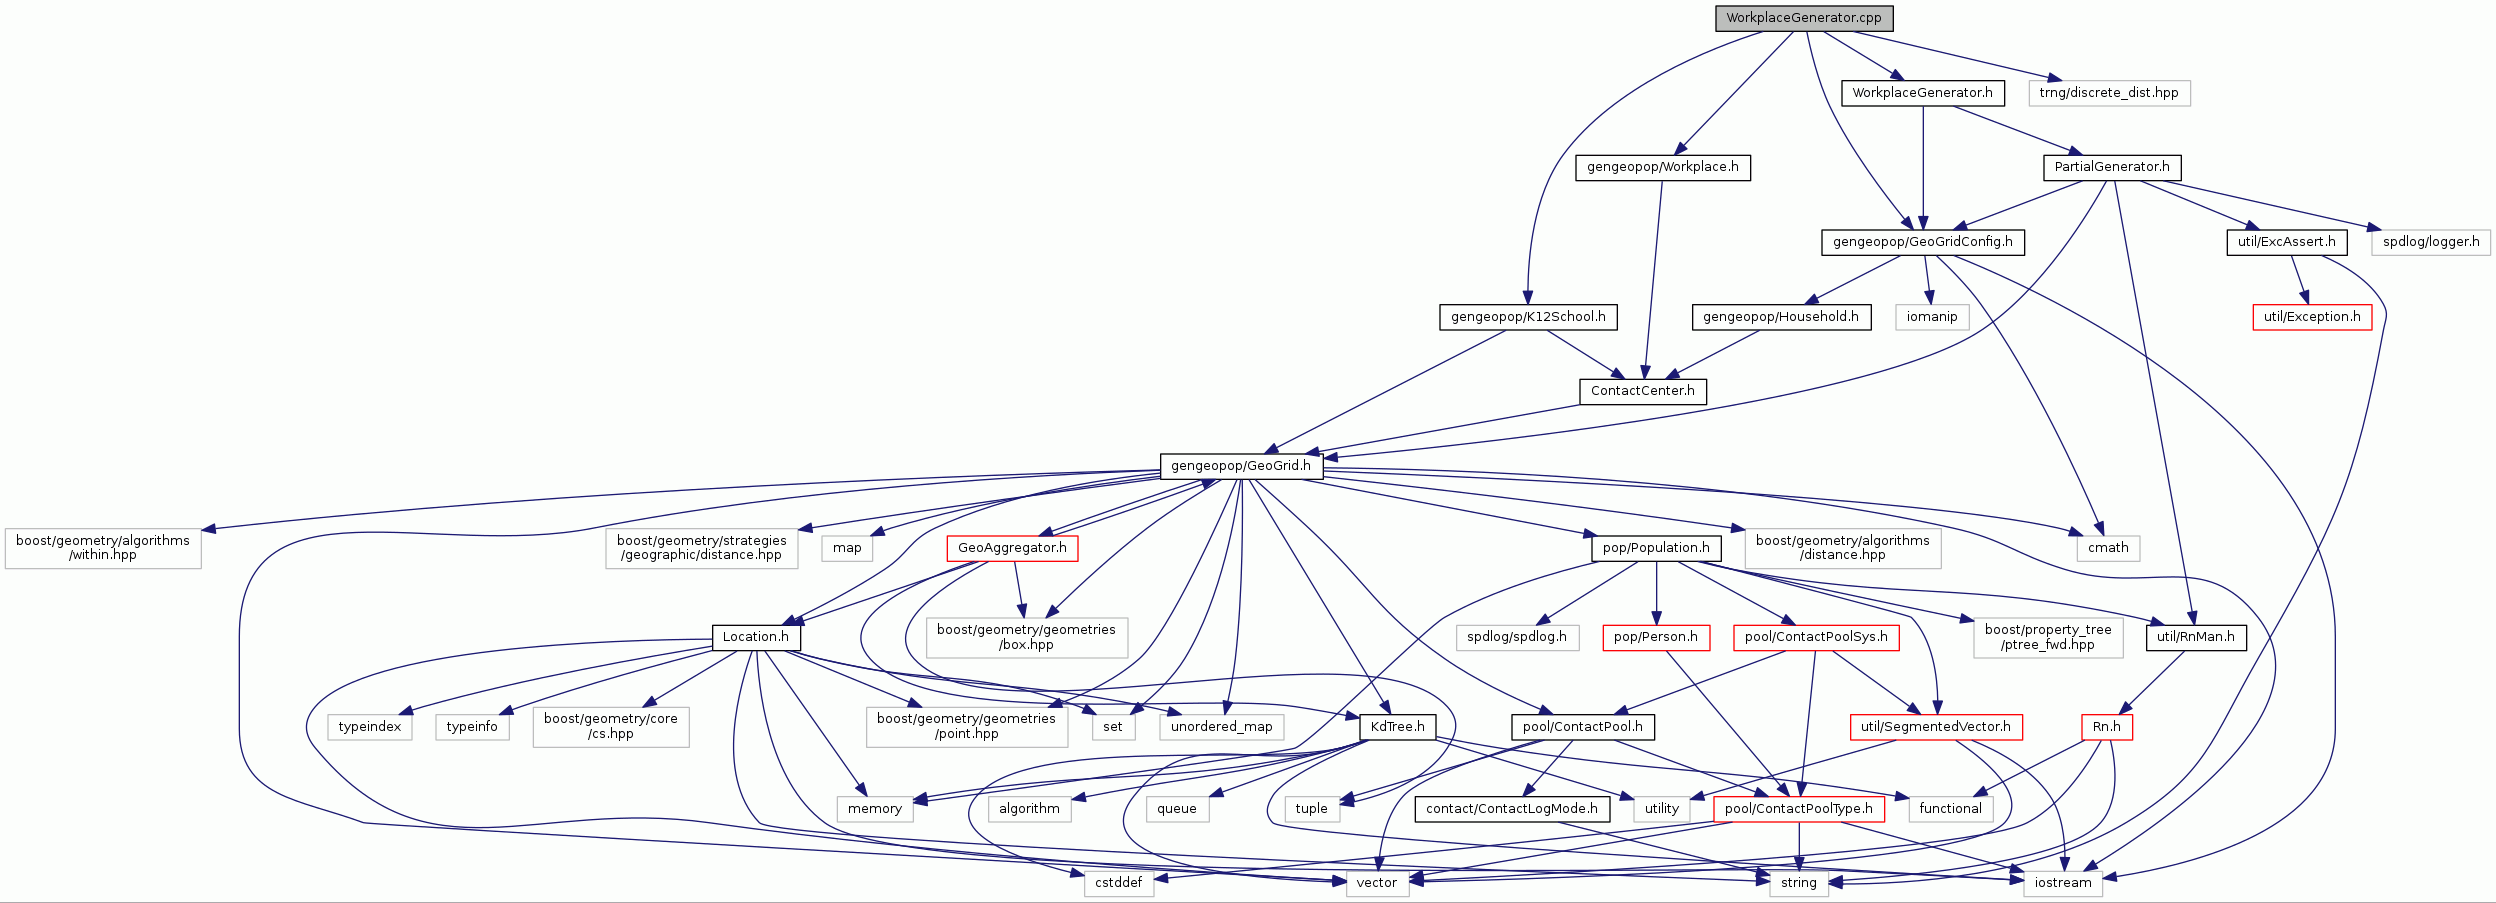 WorkplaceGenerator.cpp
WorkplaceGenerator.h
trng/discrete_dist.hpp
gengeopop/Workplace.h
PartialGenerator.h
gengeopop/GeoGridConfig.h
util/ExcAssert.h
spdlog/logger.h
gengeopop/K12School.h
gengeopop/Household.h
iomanip
util/Exception.h
ContactCenter.h
gengeopop/GeoGrid.h
boost/geometry/algorithms
/within.hpp
boost/geometry/strategies
/geographic/distance.hpp
map
GeoAggregator.h
pop/Population.h
boost/geometry/algorithms
/distance.hpp
cmath
Location.h
boost/geometry/geometries
/box.hpp
spdlog/spdlog.h
pop/Person.h
pool/ContactPoolSys.h
boost/property_tree
/ptree_fwd.hpp
util/RnMan.h
typeindex
typeinfo
boost/geometry/core
/cs.hpp
boost/geometry/geometries
/point.hpp
set
unordered_map
KdTree.h
pool/ContactPool.h
util/SegmentedVector.h
Rn.h
memory
algorithm
queue
tuple
contact/ContactLogMode.h
utility
pool/ContactPoolType.h
functional
cstddef
vector
string
iostream